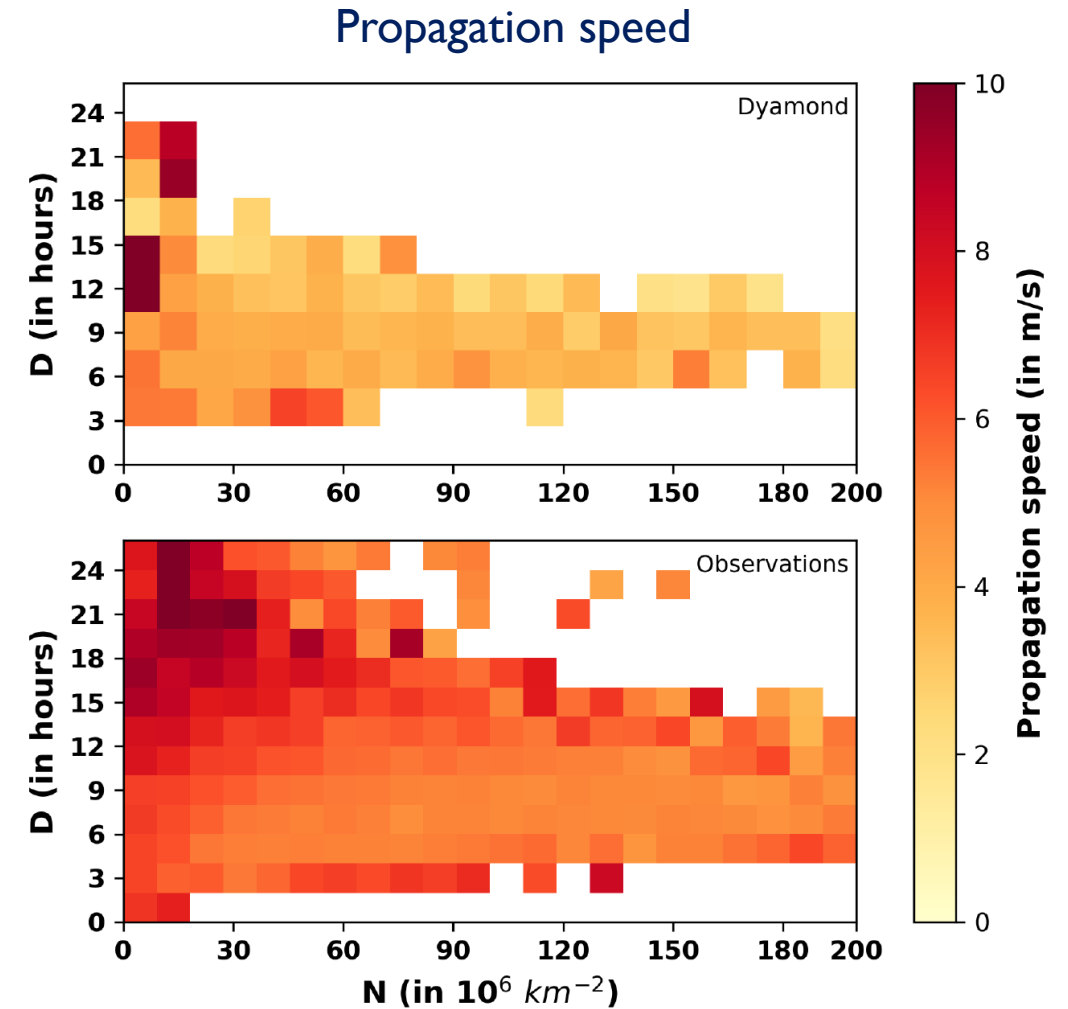 Propagation speed
Dyamond
D (in hours)
24
21
18
15
12
9
6
3
0
0 30 60 90 120 150 180 200
Observations
D (in hours)
24
21
18
15
12
9
6
3
0
0 30 60 90 120 150 180 200
N (in 10⁶ km⁻²)
10
8
6
4
2
0
Propagation speed (in m/s)